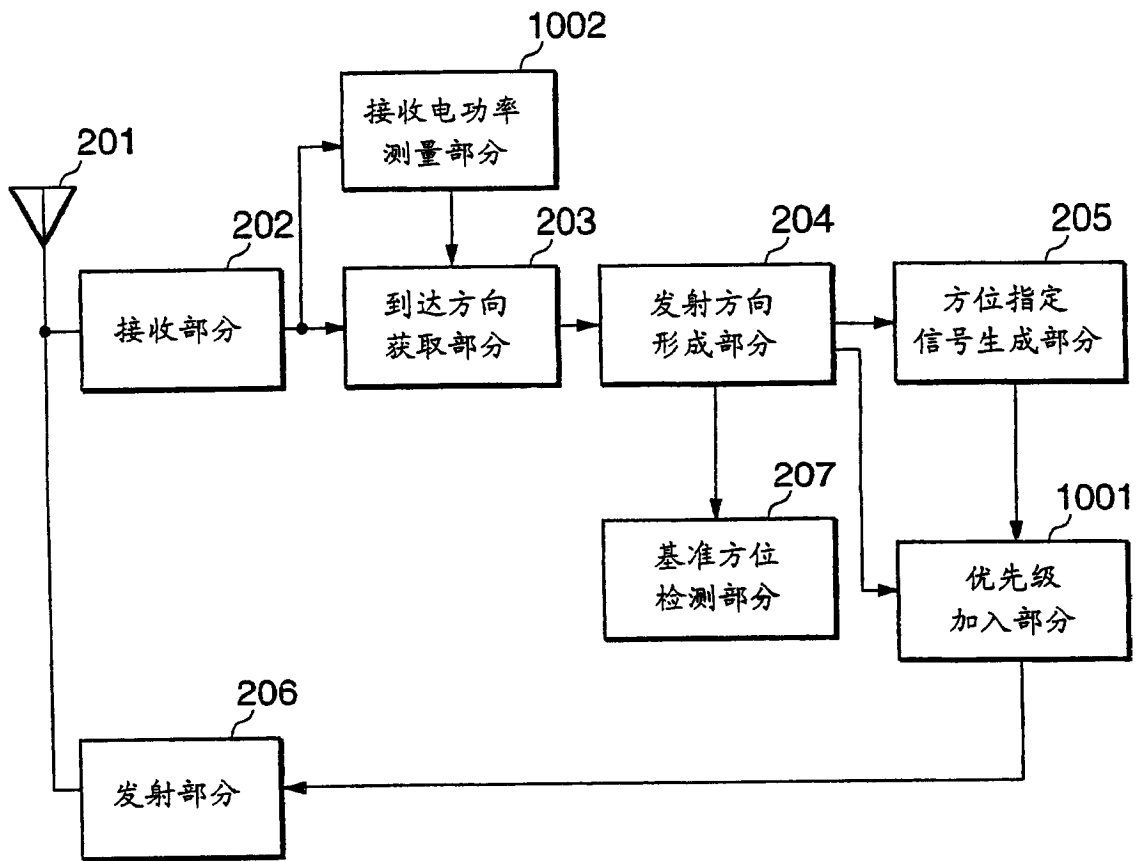 1002
接收电功率
测量部分
201
202
接收部分
203
到达方向
获取部分
204
发射方向
形成部分
205
方位指定
信号生成部分
207
基准方位
检测部分
1001
优先级
加入部分
206
发射部分